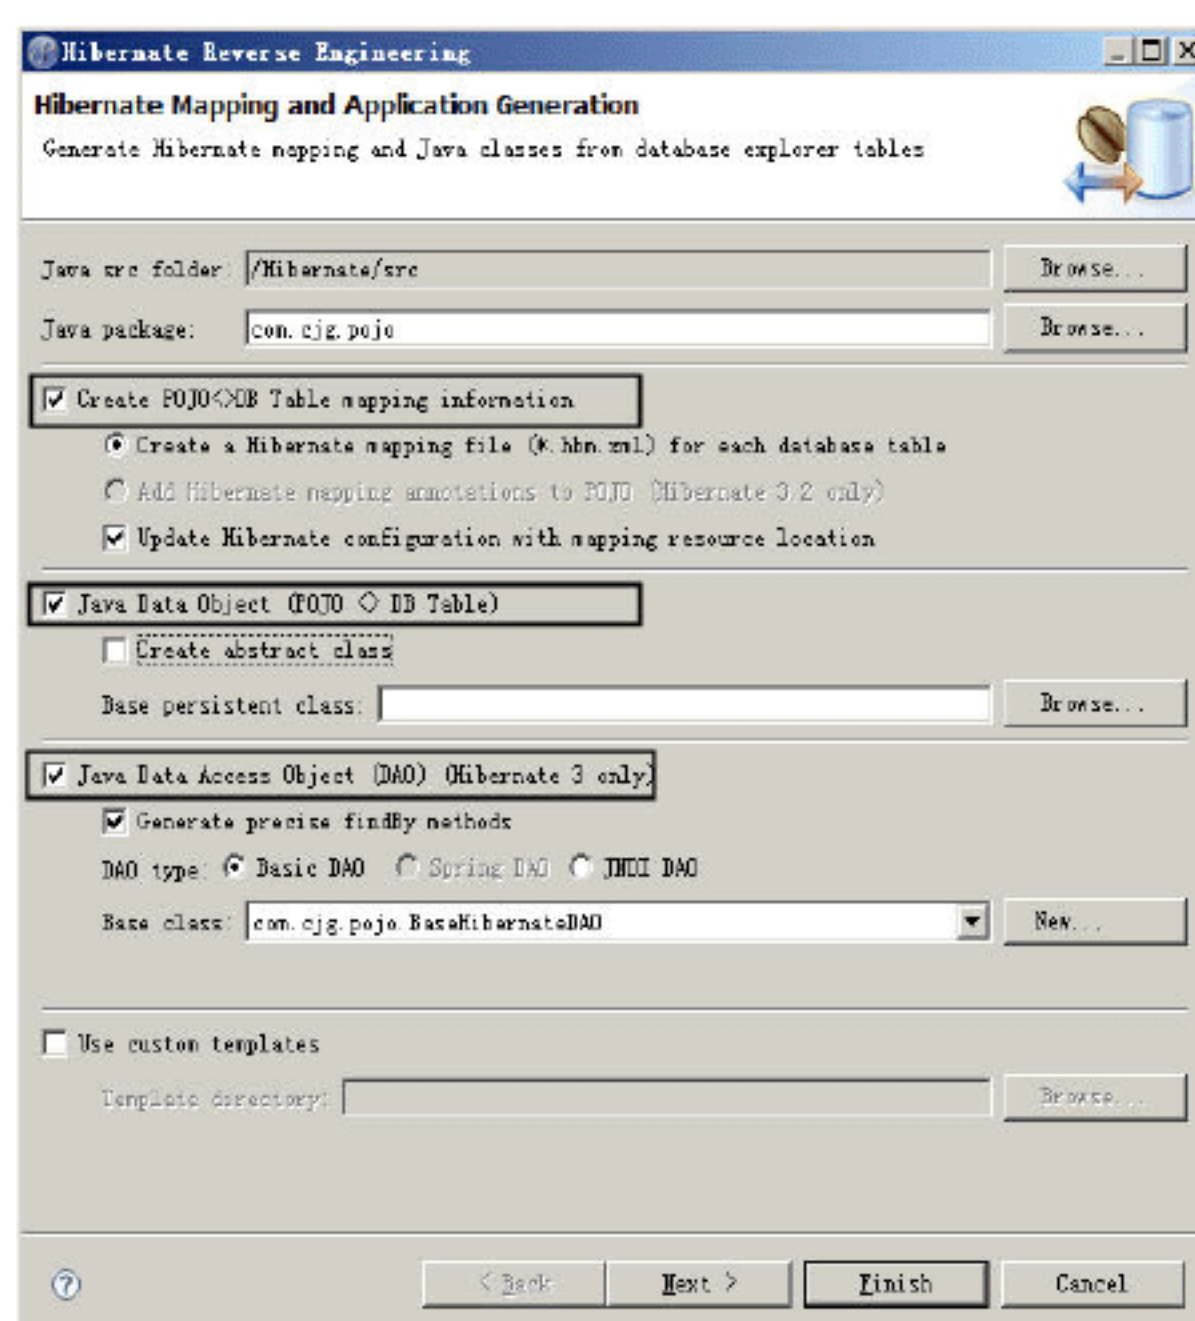 Hibernate Reverse Engineering
Hibernate Mapping and Application Generation
Generate Hibernate mapping and Java classes from database explorer tables
Java src folder: /Hibernate/src Browse...
Java package: com.cjg.pojo Browse...
Create POJO<>DB Table mapping information
Create a Hibernate mapping file (*.hbm.xml) for each database table
Add Hibernate mapping annotations to POJO (Hibernate 3.2 only)
Update Hibernate configuration with mapping resource location
Java Data Object (POJO <> DB Table)
Create abstract class
Base persistent class: Browse...
Java Data Access Object (DAO) (Hibernate 3 only)
Generate precise findBy methods
DAO type: Basic DAO Spring DAO JNDI DAO
Base class: com.cjg.pojo.BaseHibernateDAO New...
Use custom templates
Template directory: Browse...
< Back Next > Finish Cancel